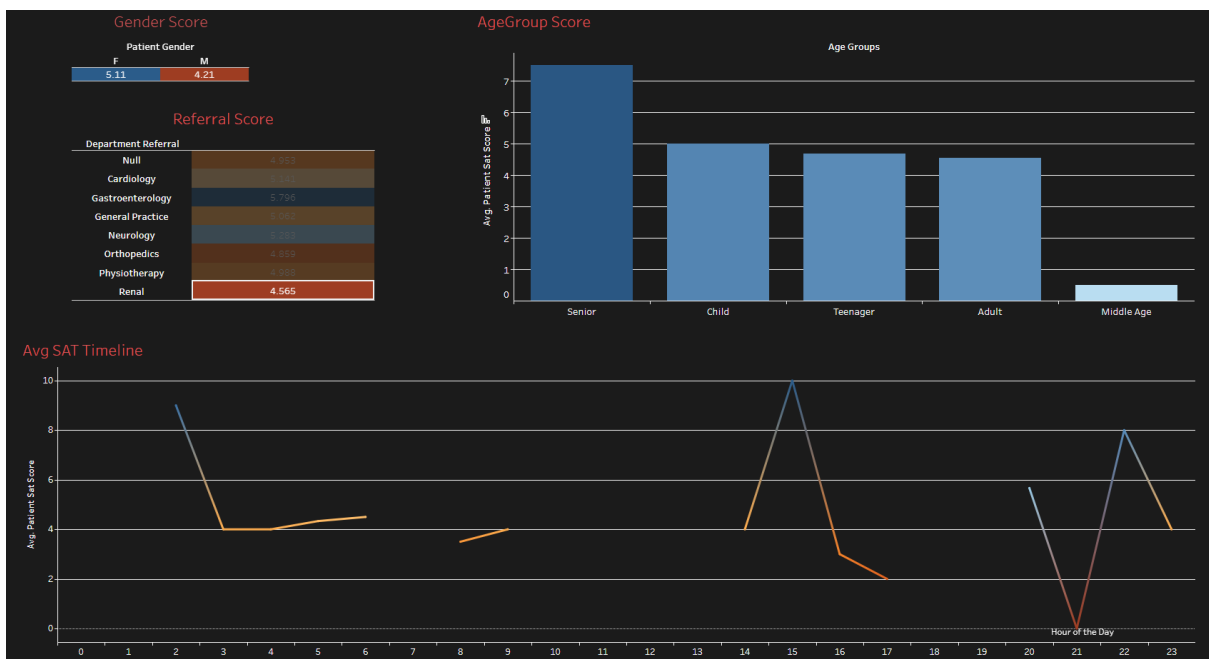 Gender Score
Patient Gender
F M
5.11 4.21
Referral Score
Department Referral
Null 4.953
Cardiology
Gastroenterology 5.796
General Practice
Neurology
Orthopedics
Physiotherapy
Renal 4.565
AgeGroup Score
Age Groups
Avg. Patient Sat Score
7
6
5
4
3
2
1
0
Senior Child Teenager Adult Middle Age
Avg SAT Timeline
Avg. Patient Sat Score
10
8
6
4
2
0
Hour of the Day
0 1 2 3 4 5 6 7 8 9 10 11 12 13 14 15 16 17 18 19 20 21 22 23